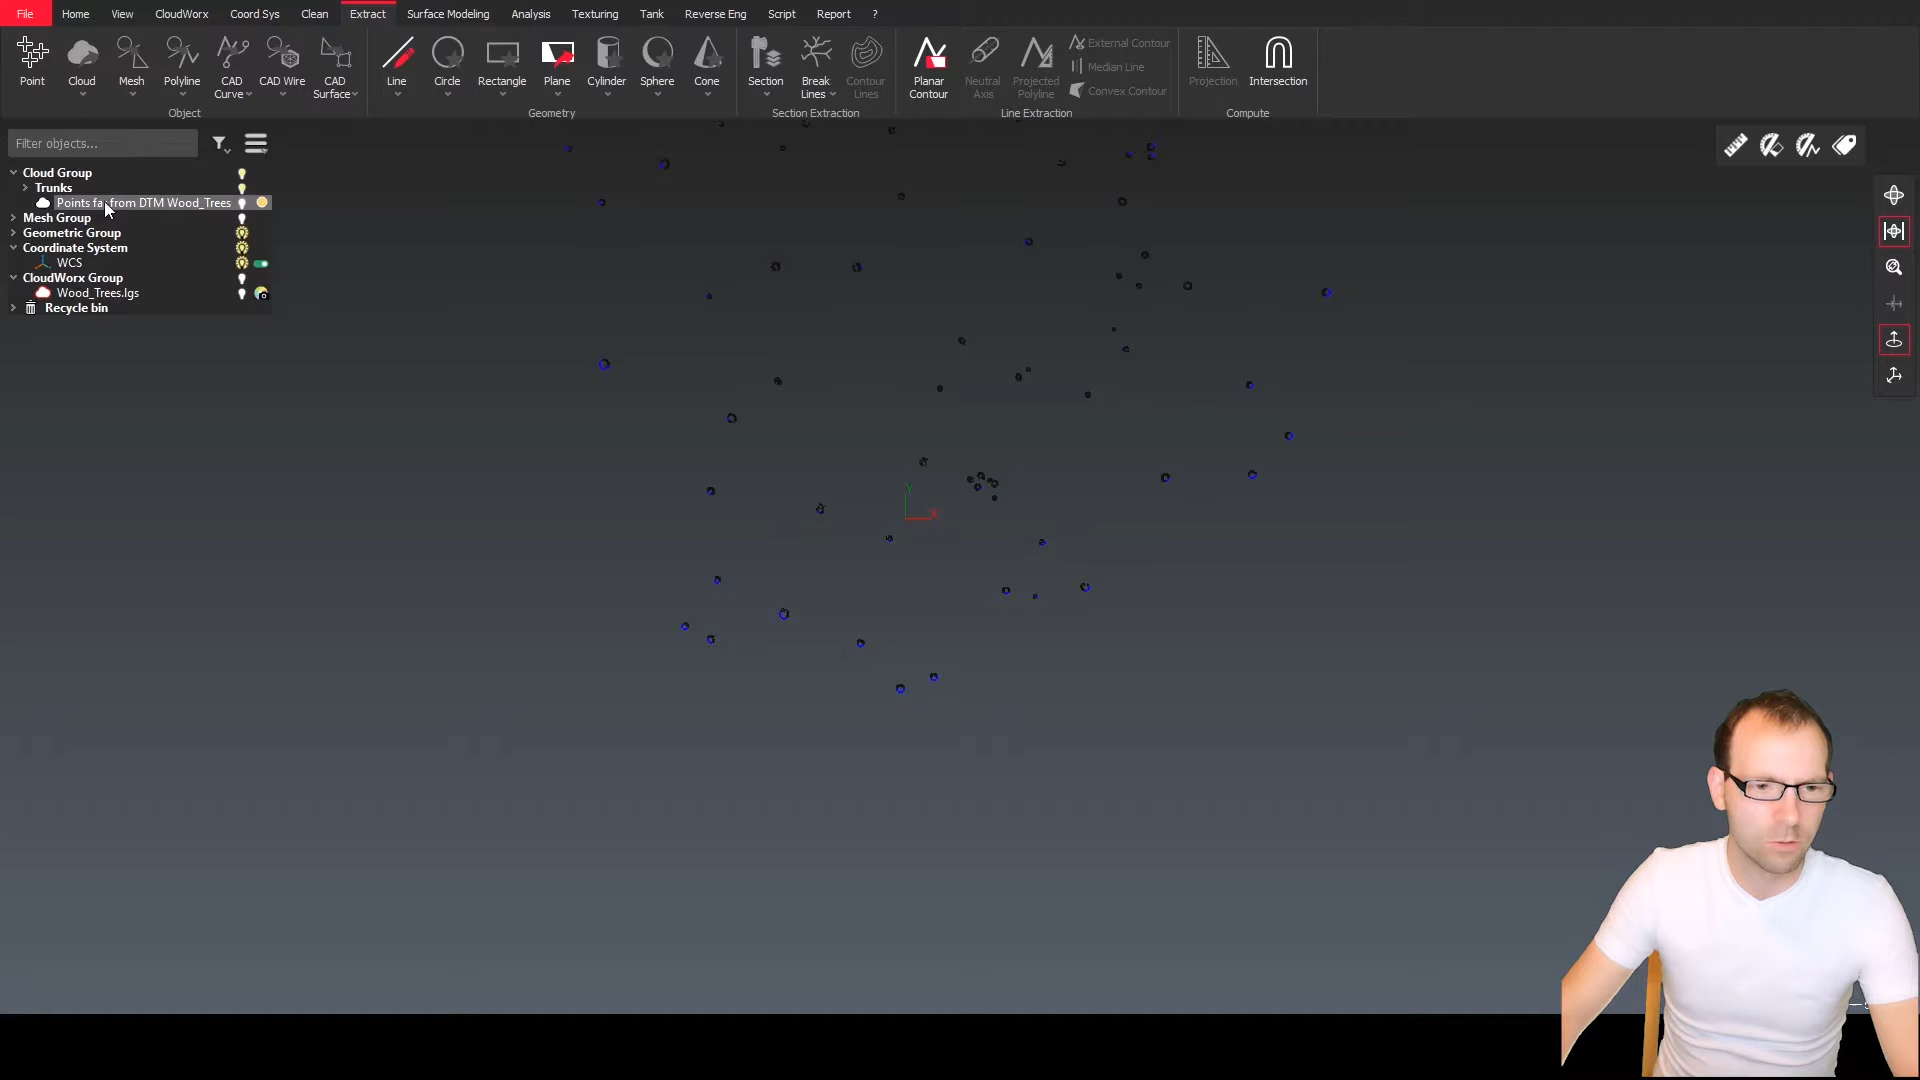 File Home View CloudWorx Coord Sys Clean Extract Surface Modeling Analysis Texturing Tank Reverse Eng Script Report ?
Point Cloud Mesh Polyline CAD Curve CAD Wire CAD Surface
Object
Line Circle Rectangle Plane Cylinder Sphere Cone
Geometry
Section Break Lines Contour Lines
Section Extraction
Planar Contour Neutral Axis Projected Polyline
External Contour
Median Line
Convex Contour
Line Extraction
Projection Intersection
Compute
Filter objects...
Cloud Group
Trunks
Points fa from DTM Wood_Trees
Mesh Group
Geometric Group
Coordinate System
WCS
CloudWorx Group
Wood_Trees.lgs
Recycle bin
Y
X